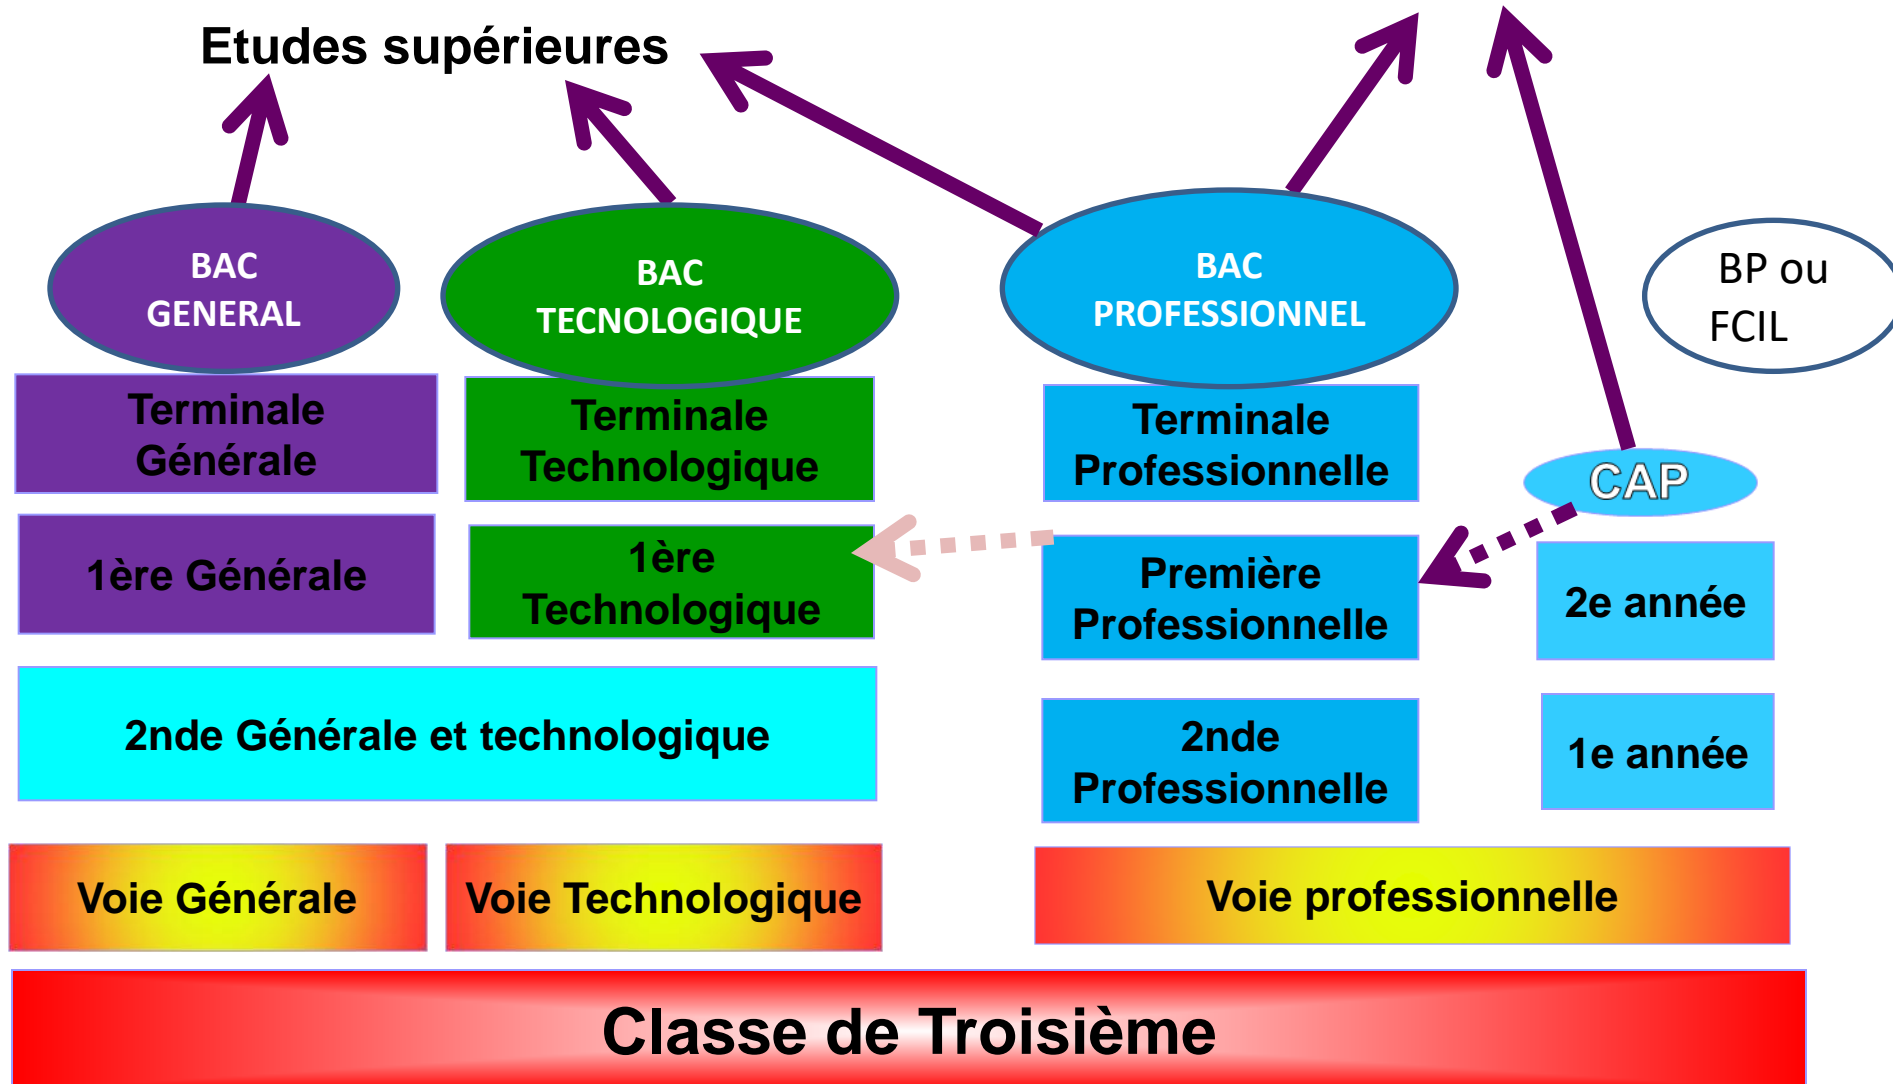 Etudes supérieures
BAC
GENERAL
BAC
TECNOLOGIQUE
BAC
PROFESSIONNEL
BP ou
FCIL
Terminale
Générale
Terminale
Technologique
Terminale
Professionnelle
CAP
1ère Générale
1ère
Technologique
Première
Professionnelle
2e année
2nde Générale et technologique
2nde
Professionnelle
1e année
Voie Générale
Voie Technologique
Voie professionnelle
Classe de Troisième